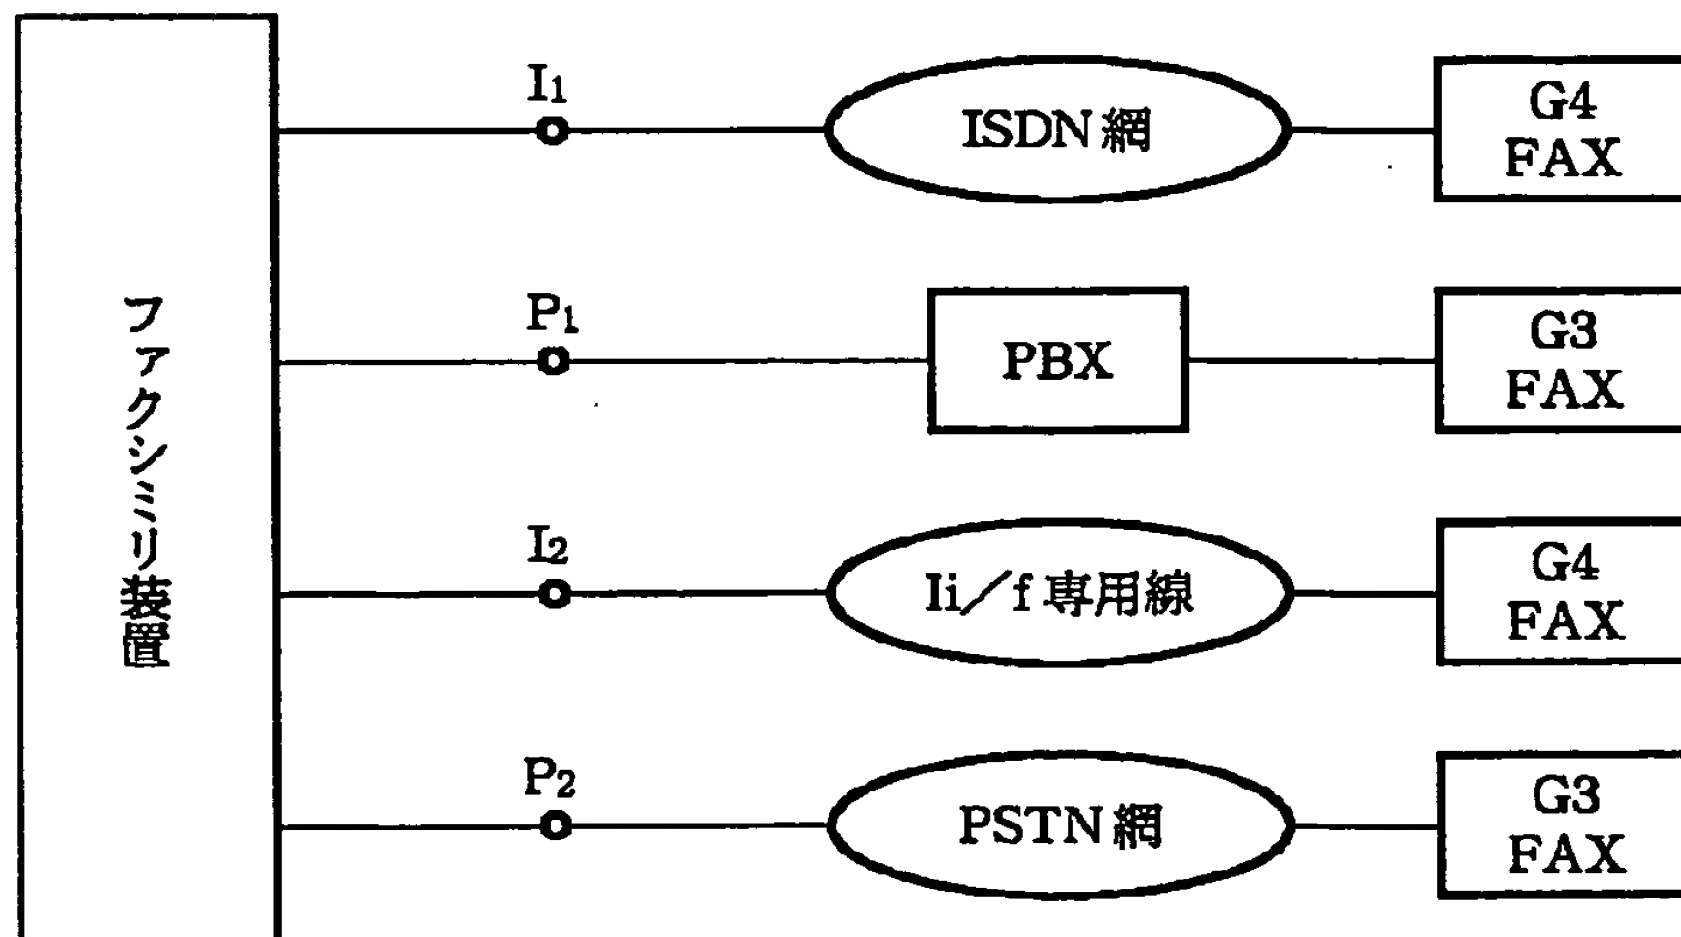 ファクシミリ装置
I₁
ISDN網
G4
FAX
P₁
PBX
G3
FAX
I₂
Ii/f専用線
G4
FAX
P₂
PSTN網
G3
FAX